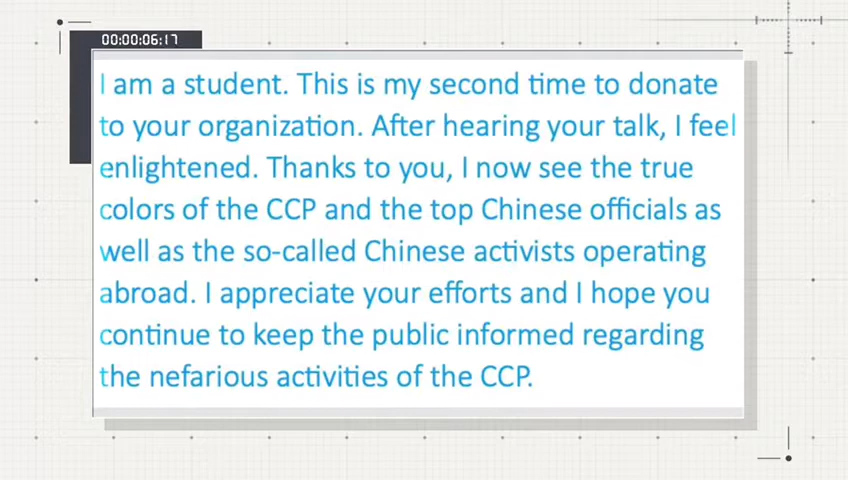 00:00:06:17
I am a student. This is my second time to donate
to your organization. After hearing your talk, I feel
enlightened. Thanks to you, I now see the true
colors of the CCP and the top Chinese officials as
well as the so-called Chinese activists operating
abroad. I appreciate your efforts and I hope you
continue to keep the public informed regarding
the nefarious activities of the CCP.